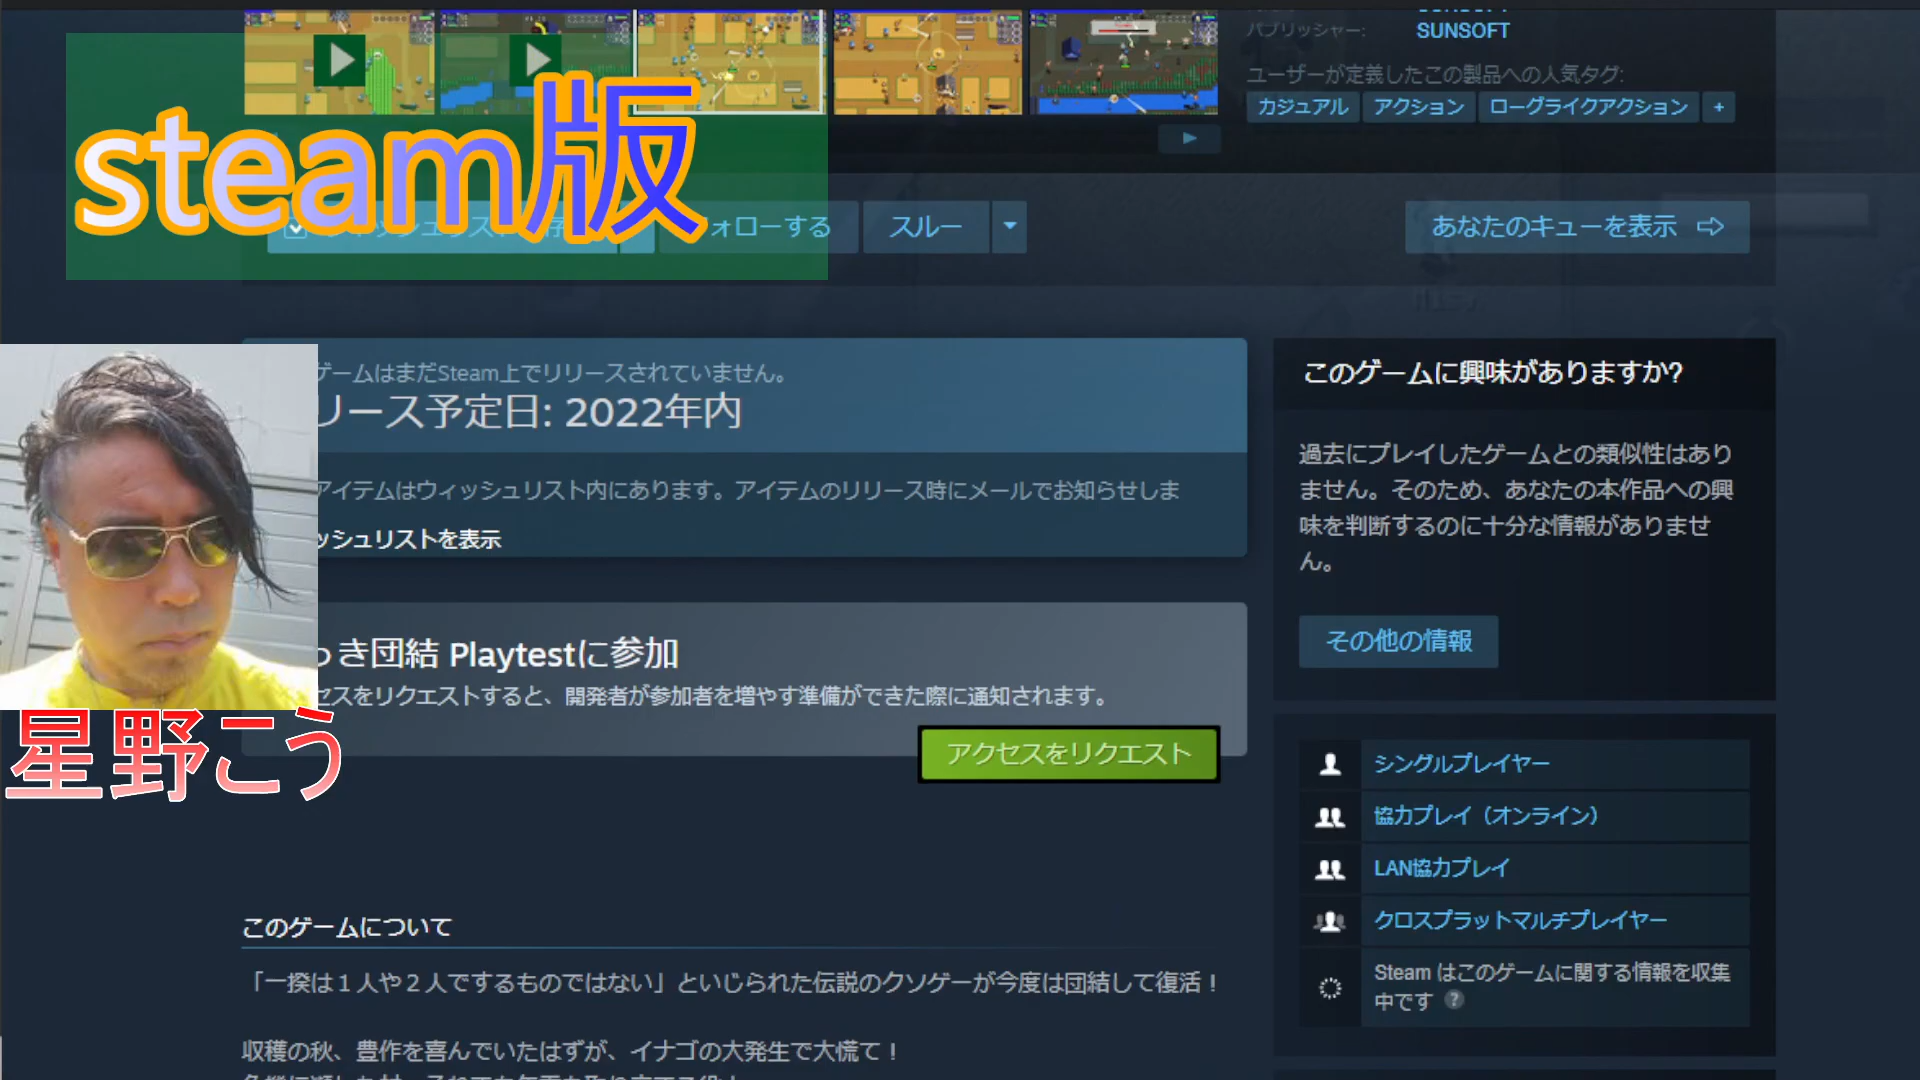 パブリッシャー: SUNSOFT
ユーザーが定義したこの製品への人気タグ:
カジュアル アクション ローグライクアクション +
steam版
ォローする スルー あなたのキューを表示
ゲームはまだSteam上でリリースされていません。
リース予定日: 2022年内
アイテムはウィッシュリスト内にあります。アイテムのリリース時にメールでお知らせしま
ッシュリストを表示
っき団結 Playtestに参加
セスをリクエストすると、開発者が参加者を増やす準備ができた際に通知されます。
アクセスをリクエスト
星野こう
このゲームについて
「一揆は１人や２人でするものではない」といじられた伝説のクソゲーが今度は団結して復活！
収穫の秋、豊作を喜んでいたはずが、イナゴの大発生で大慌て！
このゲームに興味がありますか?
過去にプレイしたゲームとの類似性はあり
ません。そのため、あなたの本作品への興
味を判断するのに十分な情報がありませ
ん。
その他の情報
シングルプレイヤー
協力プレイ（オンライン）
LAN協力プレイ
クロスプラットマルチプレイヤー
Steam はこのゲームに関する情報を収集
中です ?